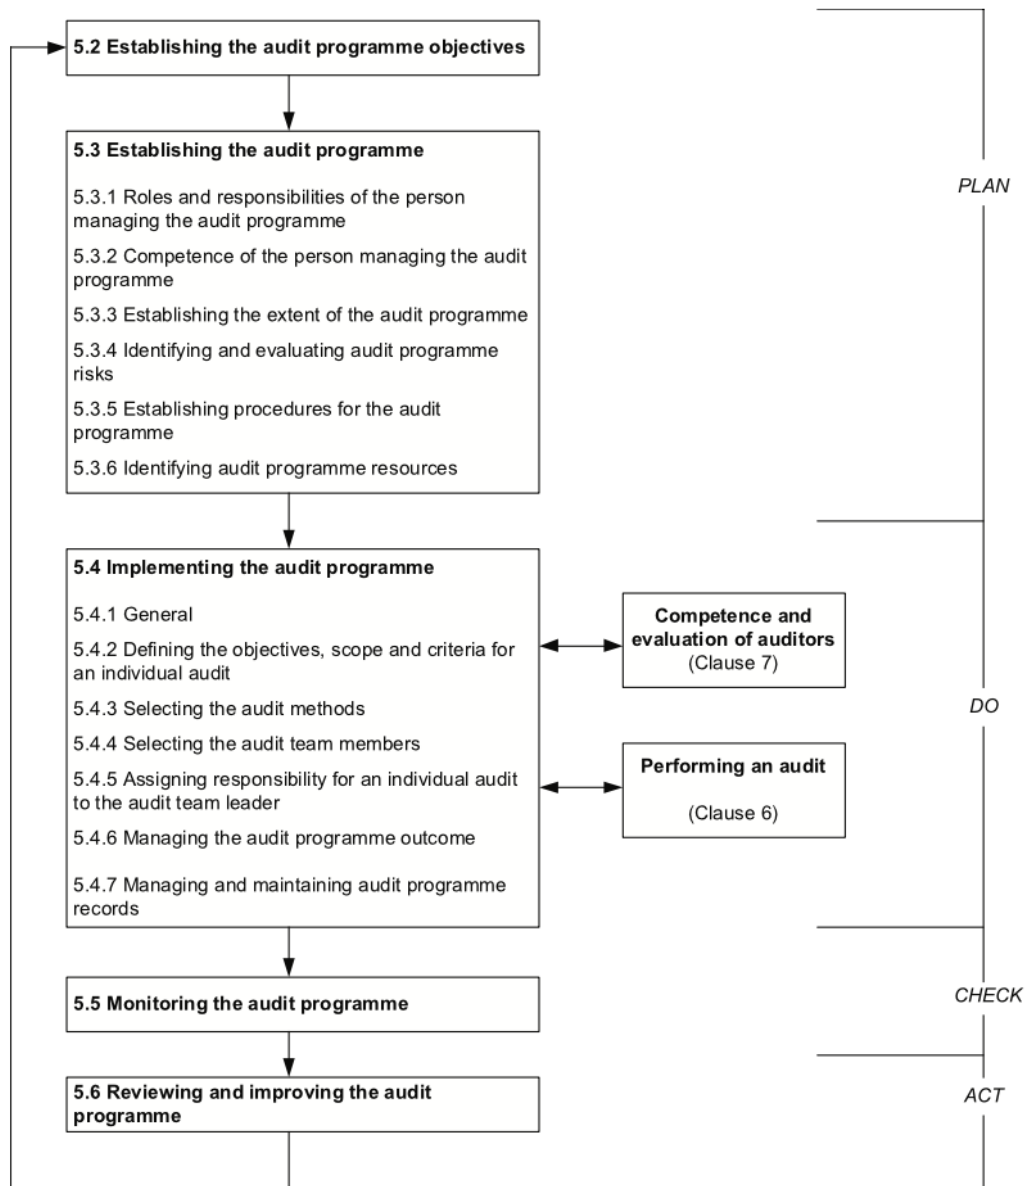 5.2 Establishing the audit programme objectives
5.3 Establishing the audit programme
5.3.1 Roles and responsibilities of the person
managing the audit programme
5.3.2 Competence of the person managing the audit
programme
5.3.3 Establishing the extent of the audit programme
5.3.4 Identifying and evaluating audit programme
risks
5.3.5 Establishing procedures for the audit
programme
5.3.6 Identifying audit programme resources
PLAN
5.4 Implementing the audit programme
5.4.1 General
5.4.2 Defining the objectives, scope and criteria for
an individual audit
5.4.3 Selecting the audit methods
5.4.4 Selecting the audit team members
5.4.5 Assigning responsibility for an individual audit
to the audit team leader
5.4.6 Managing the audit programme outcome
5.4.7 Managing and maintaining audit programme
records
Competence and
evaluation of auditors
(Clause 7)
Performing an audit
(Clause 6)
DO
5.5 Monitoring the audit programme
CHECK
5.6 Reviewing and improving the audit
programme
ACT